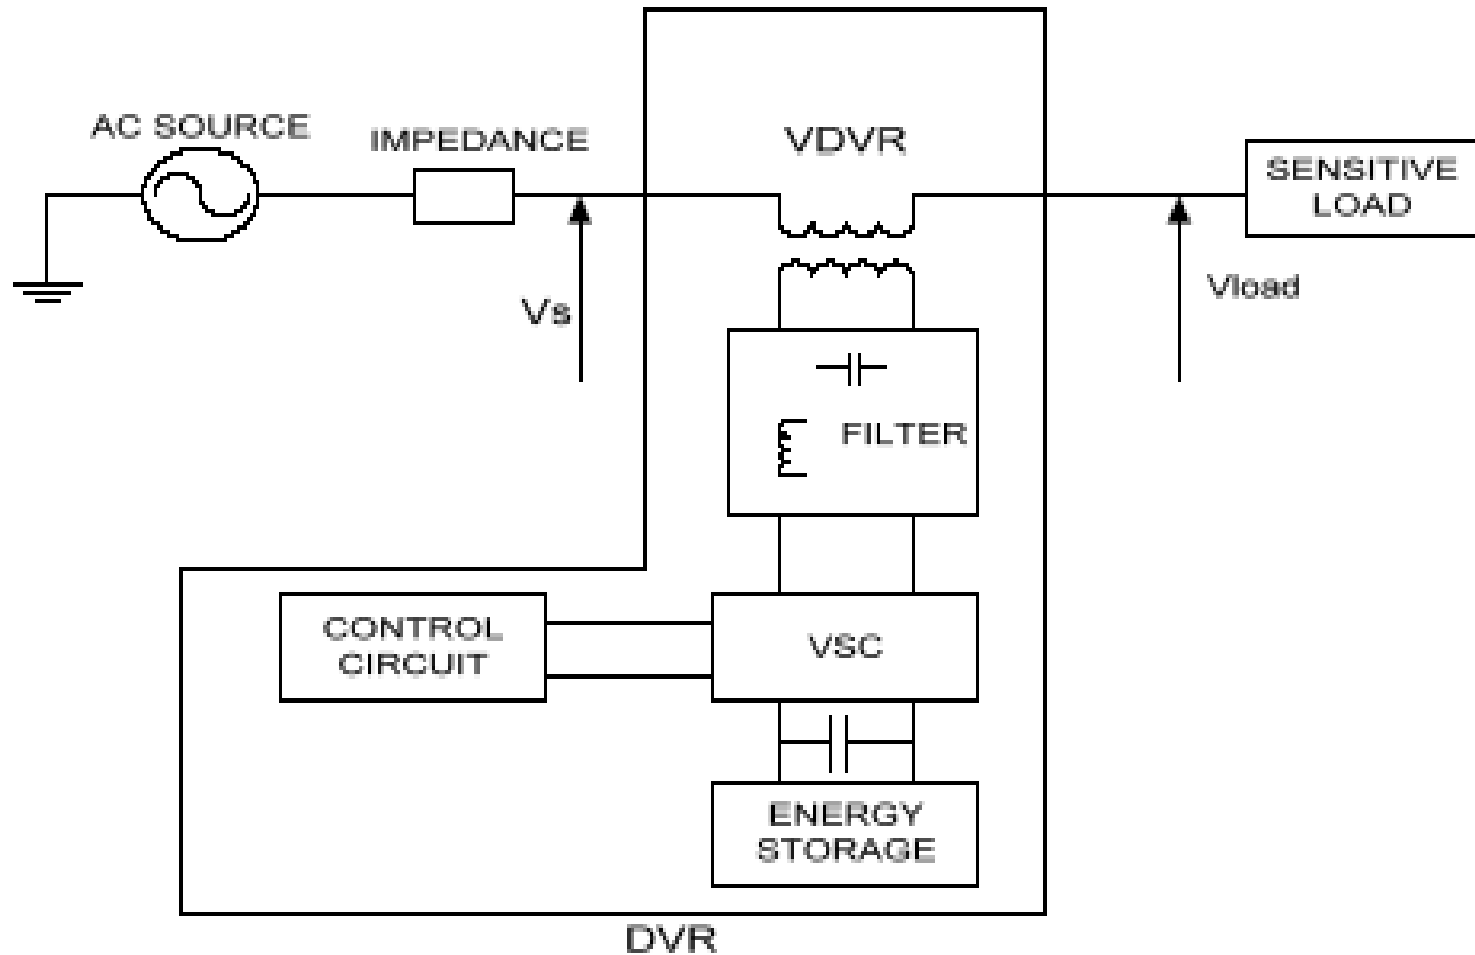 AC SOURCE
IMPEDANCE
VDVR
SENSITIVE
LOAD
Vs
Vload
FILTER
CONTROL
CIRCUIT
VSC
ENERGY
STORAGE
DVR